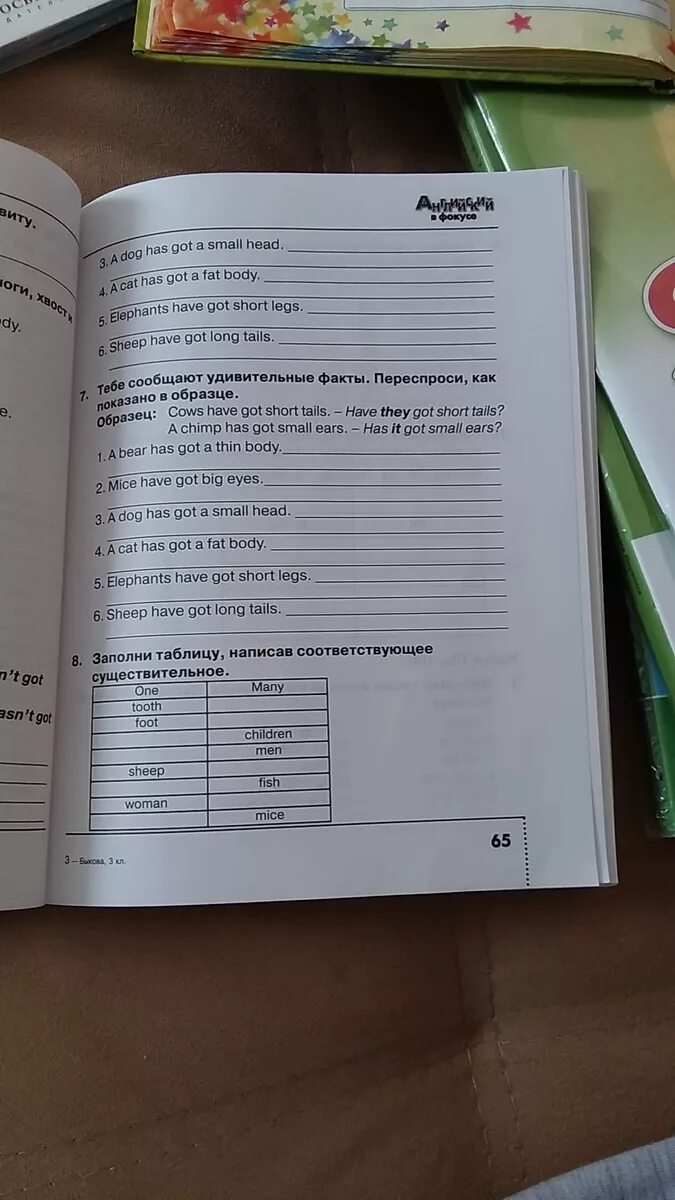 виту.
ноги, хвост и
dy.
e.
n't got
asn't got
Английский
в фокусе
3. A dog has got a small head.
4. A cat has got a fat body.
5. Elephants have got short legs.
6. Sheep have got long tails.
7. Тебе сообщают удивительные факты. Переспроси, как
показано в образце.
Образец: Cows have got short tails. – Have they got short tails?
A chimp has got small ears. – Has it got small ears?
1. A bear has got a thin body.
2. Mice have got big eyes.
3. A dog has got a small head.
4. A cat has got a fat body.
5. Elephants have got short legs.
6. Sheep have got long tails.
8. Заполни таблицу, написав соответствующее
существительное.
One Many
tooth
foot
children
men
sheep
fish
woman
mice
65
3 – Быкова, 3 кл.